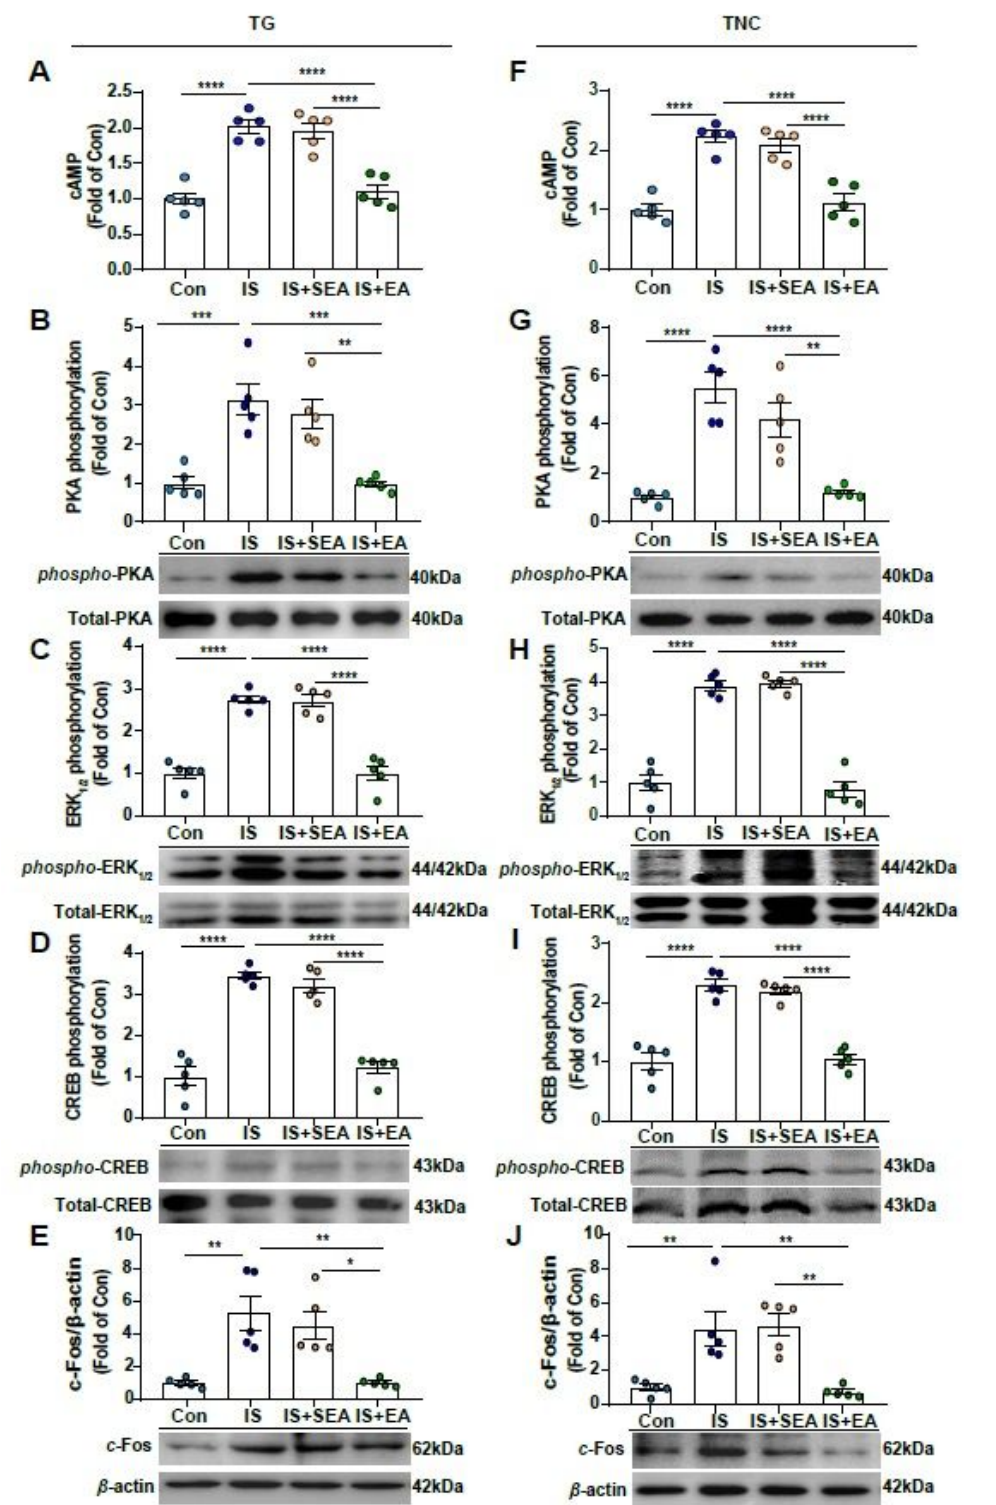 TG
TNC
A
cAMP
(Fold of Con)
2.5
2.0
1.5
1.0
0.5
0.0
****
****
****
Con IS IS+SEA IS+EA
F
cAMP
(Fold of Con)
3
2
1
0
****
****
****
Con IS IS+SEA IS+EA
B
PKA phosphorylation
(Fold of Con)
5
4
3
2
1
0
***
***
**
Con IS IS+SEA IS+EA
phospho-PKA 40kDa
Total-PKA 40kDa
G
PKA phosphorylation
(Fold of Con)
8
6
4
2
0
****
****
**
Con IS IS+SEA IS+EA
phospho-PKA 40kDa
Total-PKA 40kDa
C
ERK1/2 phosphorylation
(Fold of Con)
4
3
2
1
0
****
****
****
Con IS IS+SEA IS+EA
phospho-ERK1/2 44/42kDa
Total-ERK1/2 44/42kDa
H
ERK1/2 phosphorylation
(Fold of Con)
5
4
3
2
1
0
****
****
****
Con IS IS+SEA IS+EA
phospho-ERK1/2 44/42kDa
Total-ERK1/2 44/42kDa
D
CREB phosphorylation
(Fold of Con)
4
3
2
1
0
****
****
****
Con IS IS+SEA IS+EA
phospho-CREB 43kDa
Total-CREB 43kDa
I
CREB phosphorylation
(Fold of Con)
3
2
1
0
****
****
****
Con IS IS+SEA IS+EA
phospho-CREB 43kDa
Total-CREB 43kDa
E
c-Fos/β-actin
(Fold of Con)
10
8
6
4
2
0
**
**
*
Con IS IS+SEA IS+EA
c-Fos 62kDa
β-actin 42kDa
J
c-Fos/β-actin
(Fold of Con)
10
8
6
4
2
0
**
**
**
Con IS IS+SEA IS+EA
c-Fos 62kDa
β-actin 42kDa